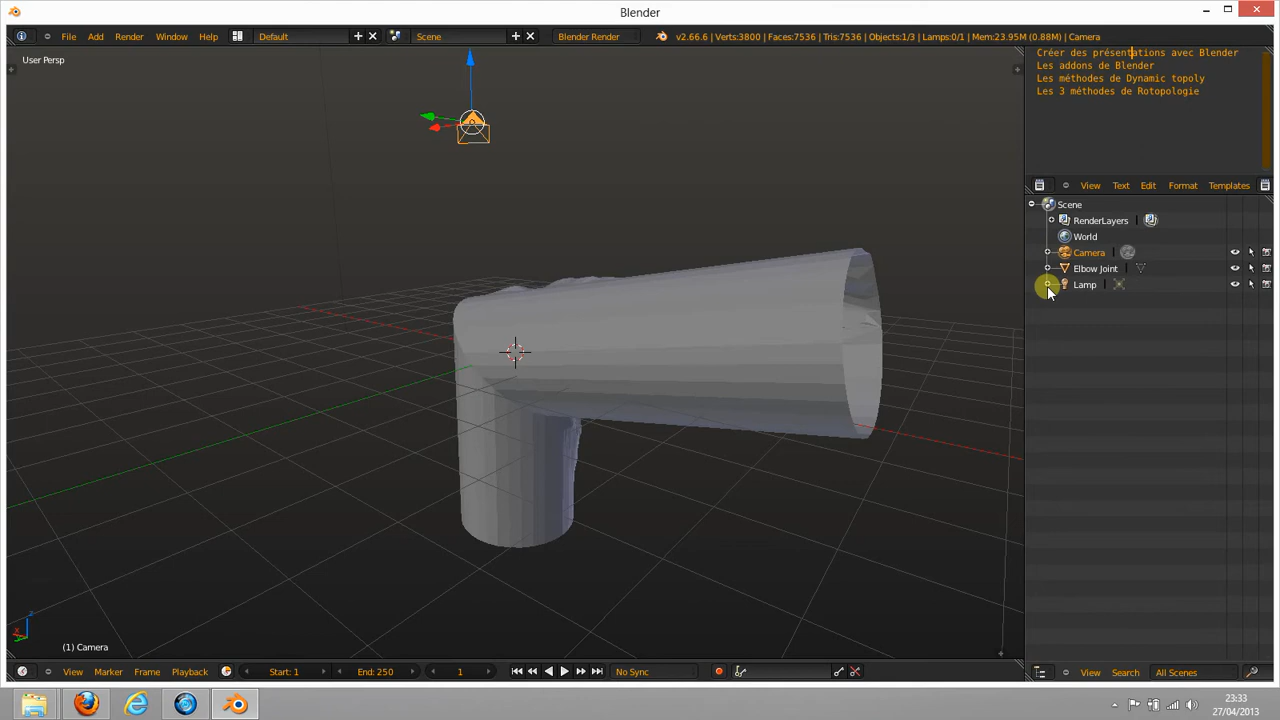 Blender
File Add Render Window Help Default Scene Blender Render v2.66.6 | Verts:3800 | Faces:7536 | Tris:7536 | Objects:1/3 | Lamps:0/1 | Mem:23.95M (0.88M) | Camera
User Persp
Créer des présentations avec Blender
Les addons de Blender
Les méthodes de Dynamic topoly
Les 3 méthodes de Rotopologie
View Text Edit Format Templates
Scene
RenderLayers
World
Camera
Elbow Joint
Lamp
(1) Camera
View Marker Frame Playback Start: 1 End: 250 1 No Sync
View Search All Scenes
23:33
27/04/2013